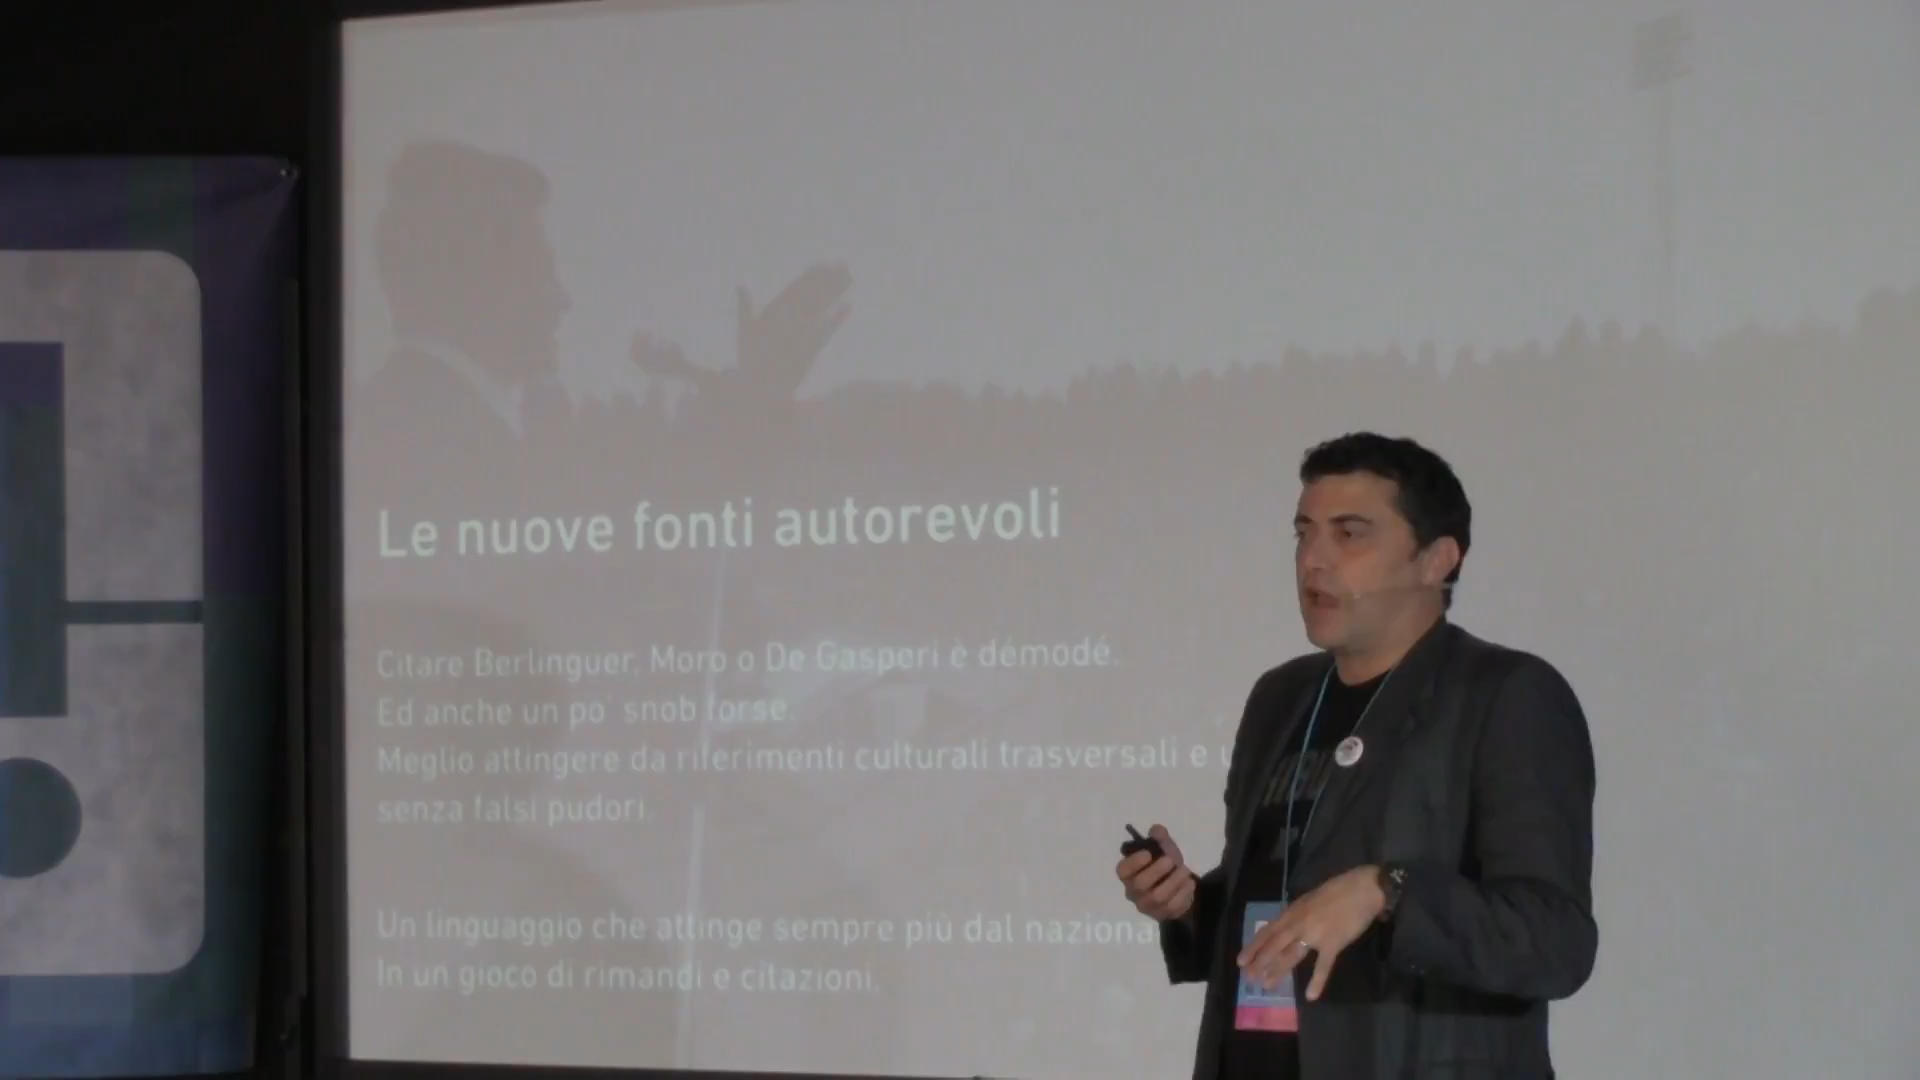 Le nuove fonti autorevoli
Citare Berlinguer, Moro o De Gasperi è démodé.
Ed anche un po' snob forse.
Meglio attingere da riferimenti culturali trasversali e
senza falsi pudori.
Un linguaggio che attinge sempre più dal
In un gioco di rimandi e citazioni.